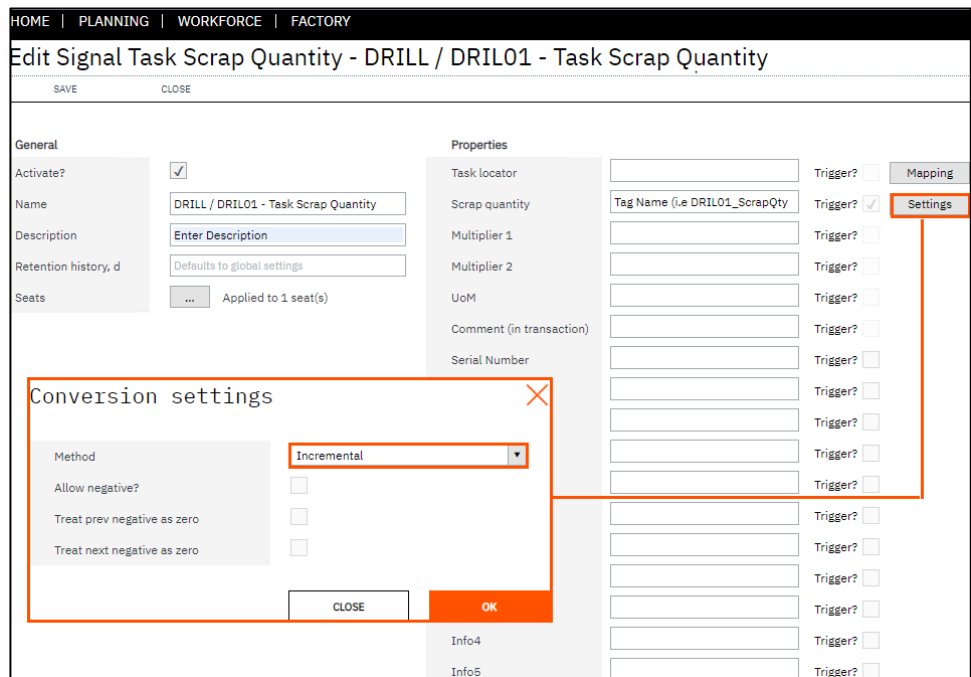 HOME | PLANNING | WORKFORCE | FACTORY
Edit Signal Task Scrap Quantity - DRILL / DRIL01 - Task Scrap Quantity
SAVE CLOSE
General
Activate?
Name DRILL / DRIL01 - Task Scrap Quantity
Description Enter Description
Retention history, d Defaults to global settings
Seats ... Applied to 1 seat(s)
Properties
Task locator Trigger? Mapping
Scrap quantity Tag Name (i.e DRIL01_ScrapQty Trigger? Settings
Multiplier 1 Trigger?
Multiplier 2 Trigger?
UoM Trigger?
Comment (in transaction) Trigger?
Serial Number Trigger?
Trigger?
Trigger?
Trigger?
Trigger?
Trigger?
Trigger?
Trigger?
Trigger?
Info4 Trigger?
Info5 Trigger?
Conversion settings
Method Incremental
Allow negative?
Treat prev negative as zero
Treat next negative as zero
CLOSE OK